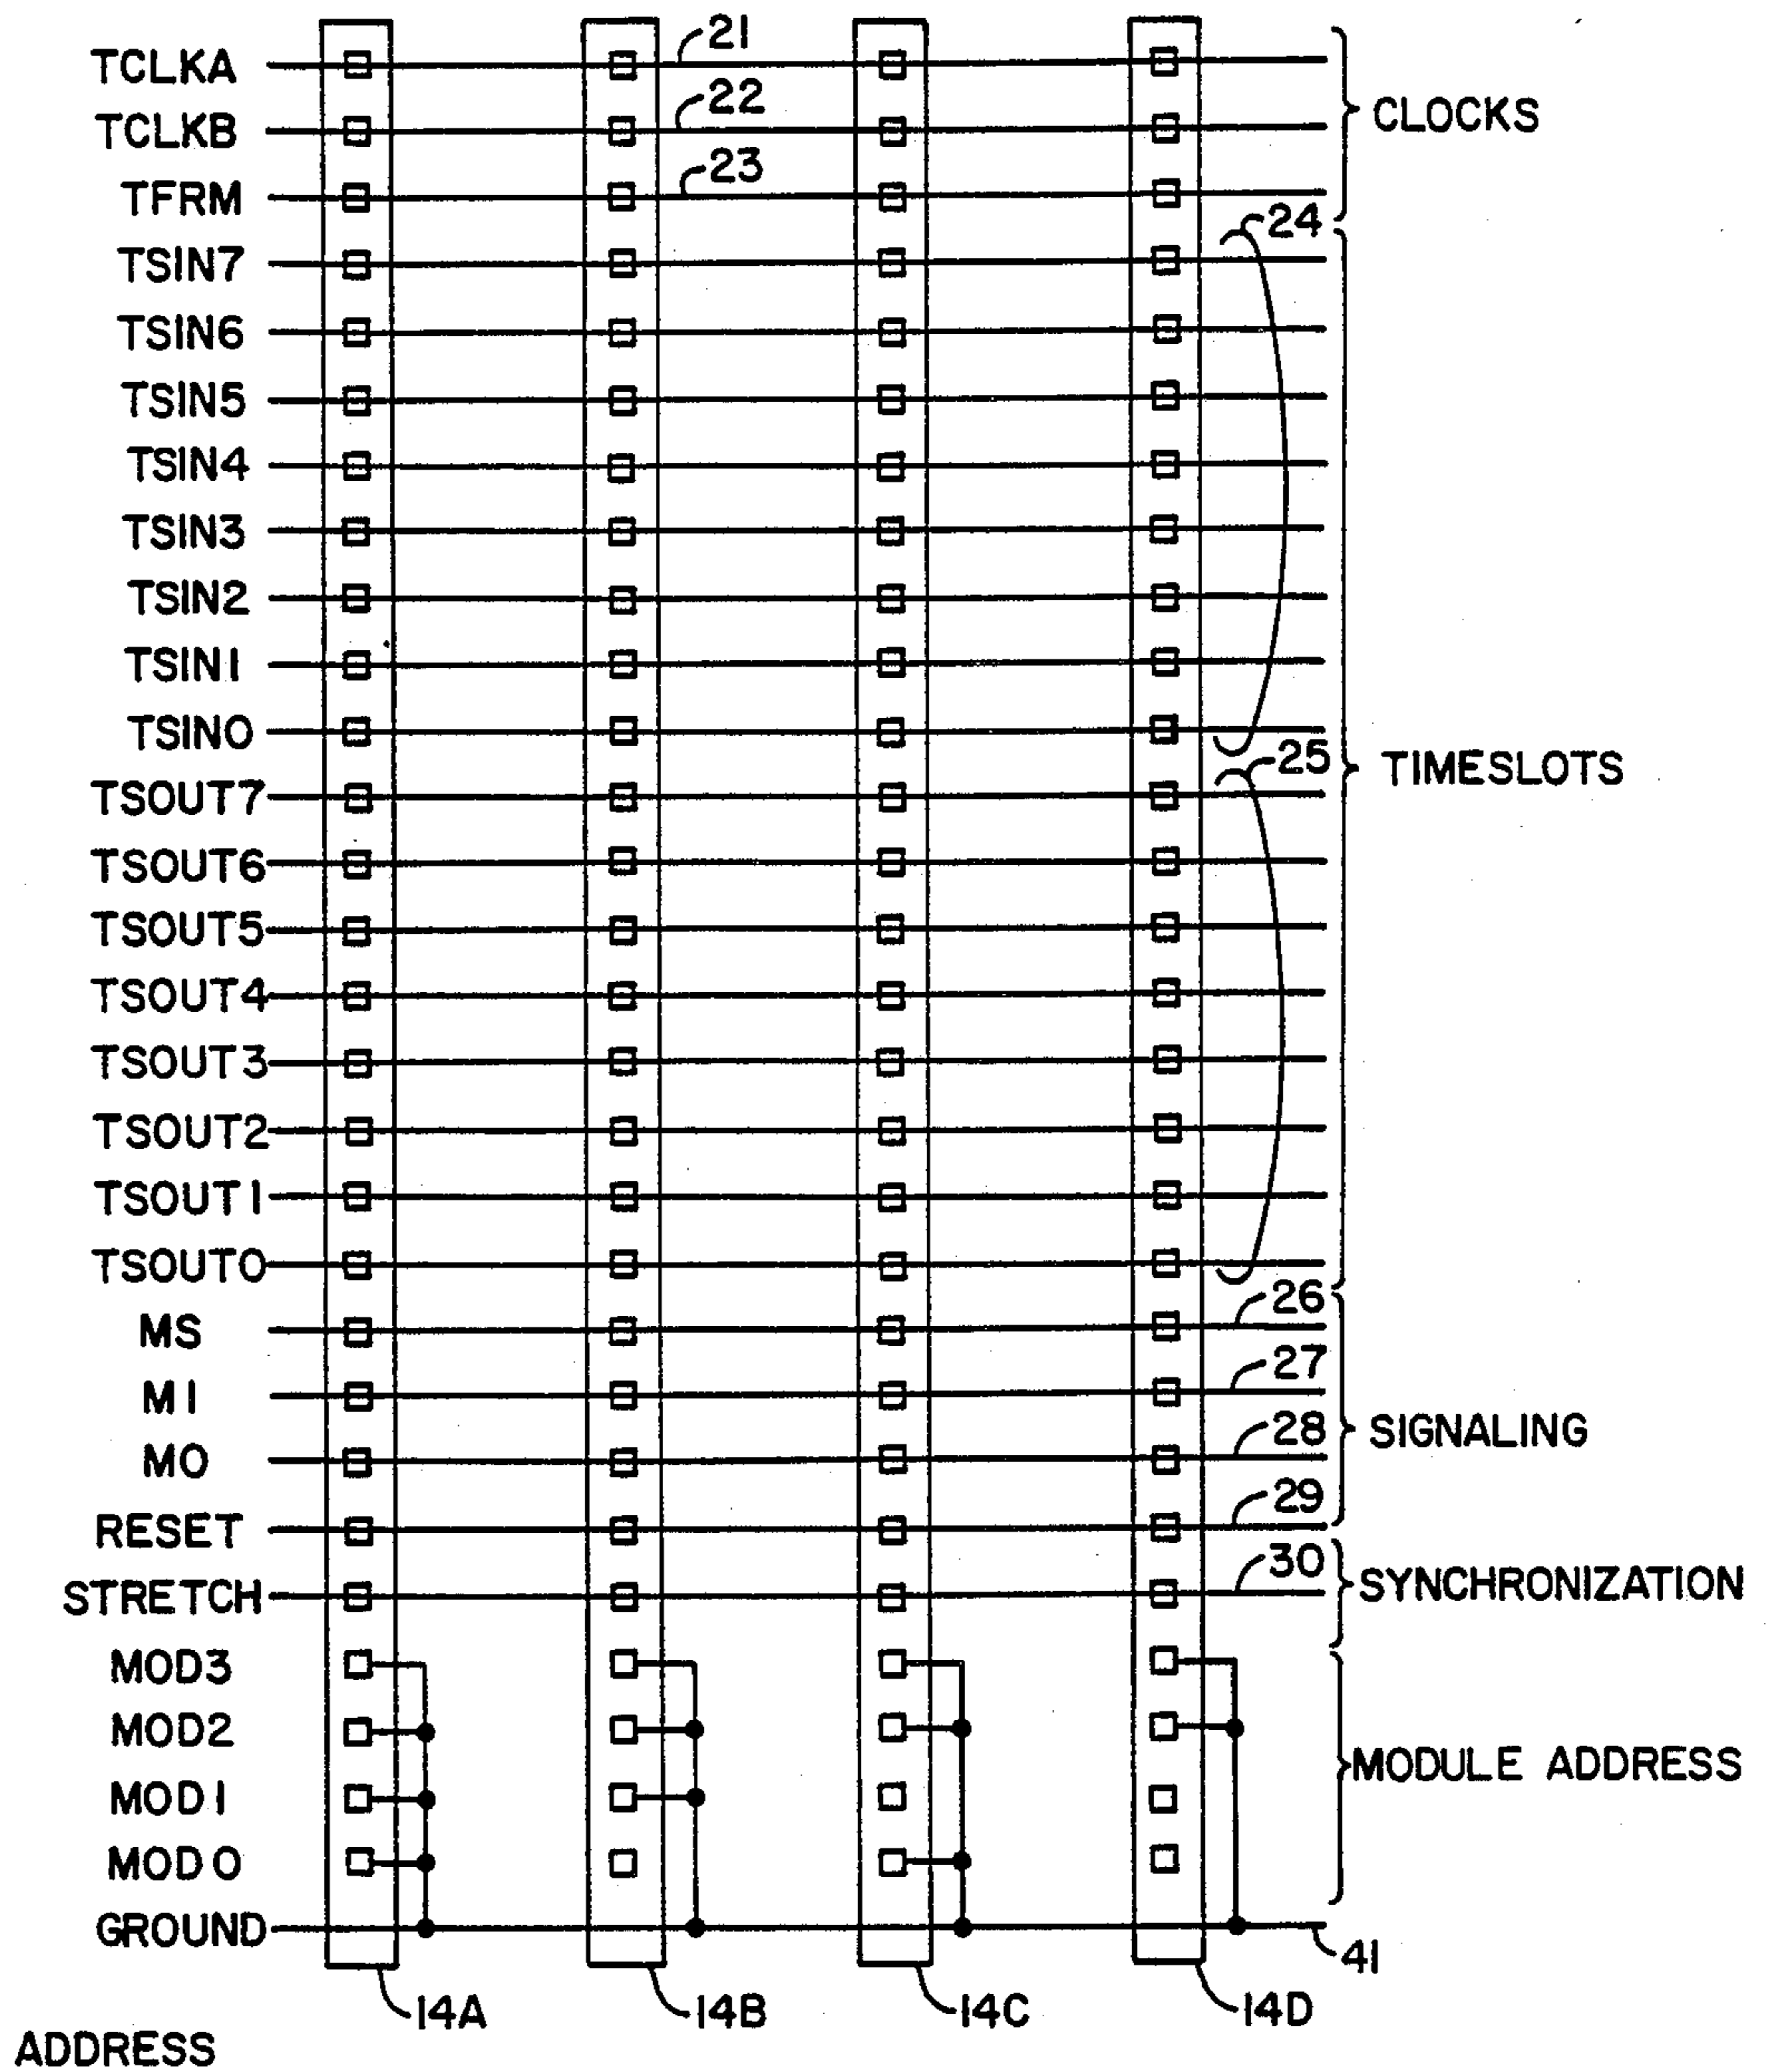 TCLKA
21
TCLKB
22
CLOCKS
TFRM
23
24
TSIN7
TSIN6
TSIN5
TSIN4
TSIN3
TSIN2
TSIN1
TSIN0
25
TIMESLOTS
TSOUT7
TSOUT6
TSOUT5
TSOUT4
TSOUT3
TSOUT2
TSOUT1
TSOUT0
26
MS
27
MI
28
SIGNALING
MO
29
RESET
30
STRETCH
SYNCHRONIZATION
MOD3
MOD2
MODULE ADDRESS
MOD1
MOD0
GROUND
41
14A
14B
14C
14D
ADDRESS